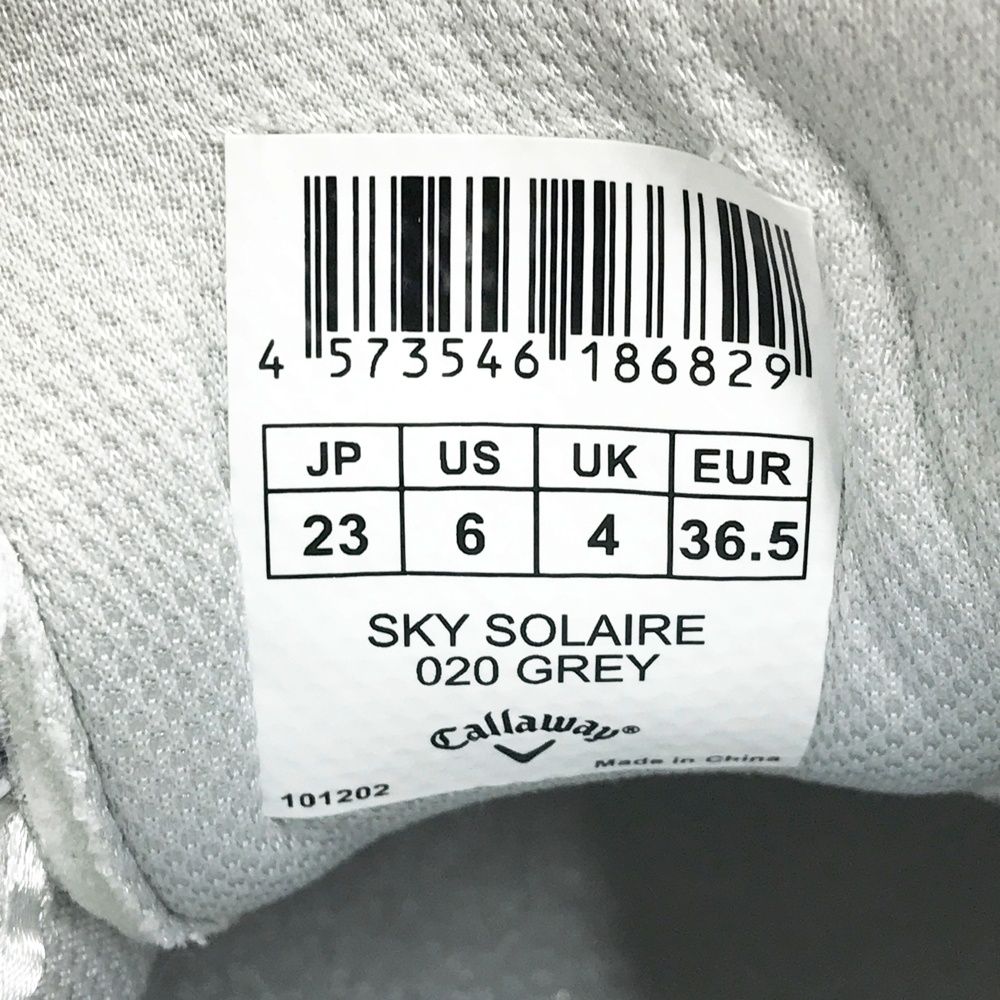 4 573546 186829
JP US UK EUR
23 6 4 36.5
SKY SOLAIRE
020 GREY
Callaway®
Made in China
101202